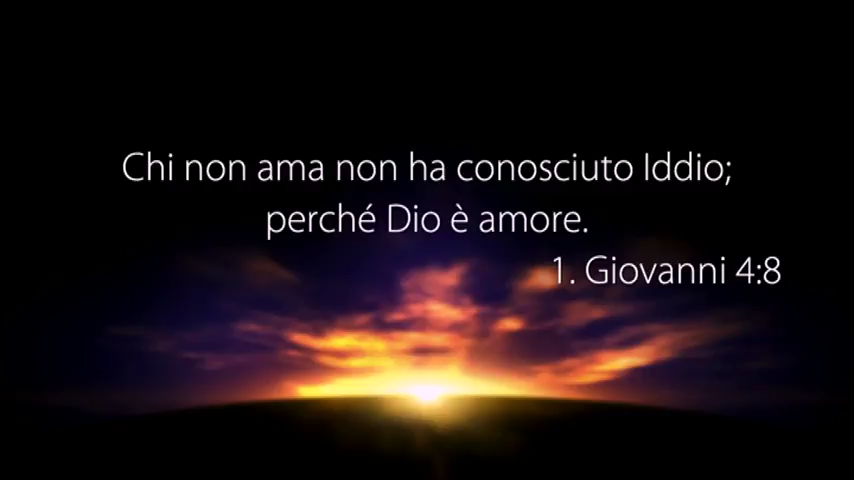 Chi non ama non ha conosciuto Iddio;
perché Dio è amore.
1. Giovanni 4:8